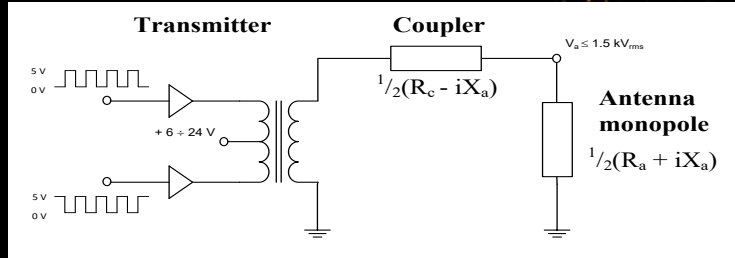 Transmitter
Coupler
Vₐ ≤ 1.5 kVᵣₘₛ
5 V
0 V
¹/₂(R꜀ - iXₐ)
+ 6 ÷ 24 V
Antenna
monopole
¹/₂(Rₐ + iXₐ)
5 V
0 V